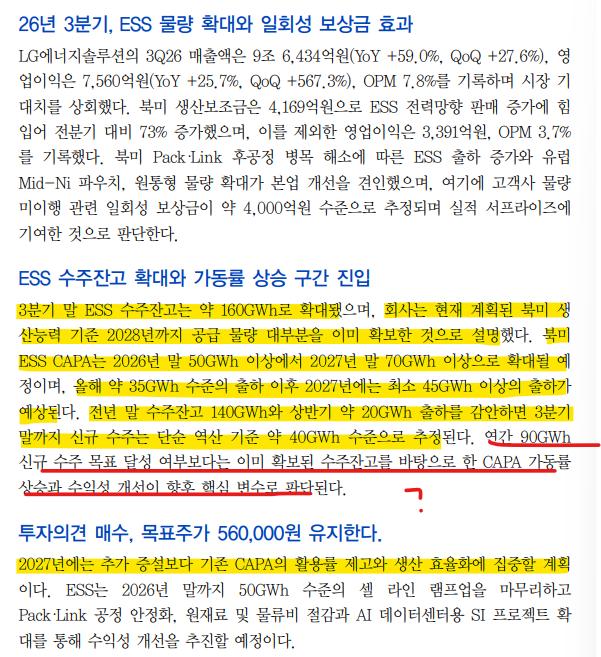 26년 3분기, ESS 물량 확대와 일회성 보상금 효과
LG에너지솔루션의 3Q26 매출액은 9조 6,434억원(YoY +59.0%, QoQ +27.6%), 영
업이익은 7,560억원(YoY +25.7%, QoQ +567.3%), OPM 7.8%를 기록하며 시장 기
대치를 상회했다. 북미 생산보조금은 4,169억원으로 ESS 전력망향 판매 증가에 힘
입어 전분기 대비 73% 증가했으며, 이를 제외한 영업이익은 3,391억원, OPM 3.7%
를 기록했다. 북미 Pack·Link 후공정 병목 해소에 따른 ESS 출하 증가와 유럽
Mid-Ni 파우치, 원통형 물량 확대가 본업 개선을 견인했으며, 여기에 고객사 물량
미이행 관련 일회성 보상금이 약 4,000억원 수준으로 추정되며 실적 서프라이즈에
기여한 것으로 판단한다.
ESS 수주잔고 확대와 가동률 상승 구간 진입
3분기 말 ESS 수주잔고는 약 160GWh로 확대됐으며, 회사는 현재 계획된 북미 생
산능력 기준 2028년까지 공급 물량 대부분을 이미 확보한 것으로 설명했다. 북미
ESS CAPA는 2026년 말 50GWh 이상에서 2027년 말 70GWh 이상으로 확대될 예
정이며, 올해 약 35GWh 수준의 출하 이후 2027년에는 최소 45GWh 이상의 출하가
예상된다. 전년 말 수주잔고 140GWh와 상반기 약 20GWh 출하를 감안하면 3분기
말까지 신규 수주는 단순 역산 기준 약 40GWh 수준으로 추정된다. 연간 90GWh
신규 수주 목표 달성 여부보다는 이미 확보된 수주잔고를 바탕으로 한 CAPA 가동률
상승과 수익성 개선이 향후 핵심 변수로 판단된다.
?
투자의견 매수, 목표주가 560,000원 유지한다.
2027년에는 추가 증설보다 기존 CAPA의 활용률 제고와 생산 효율화에 집중할 계획
이다. ESS는 2026년 말까지 50GWh 수준의 셀 라인 램프업을 마무리하고
Pack·Link 공정 안정화, 원재료 및 물류비 절감과 AI 데이터센터용 SI 프로젝트 확
대를 통해 수익성 개선을 추진할 예정이다.